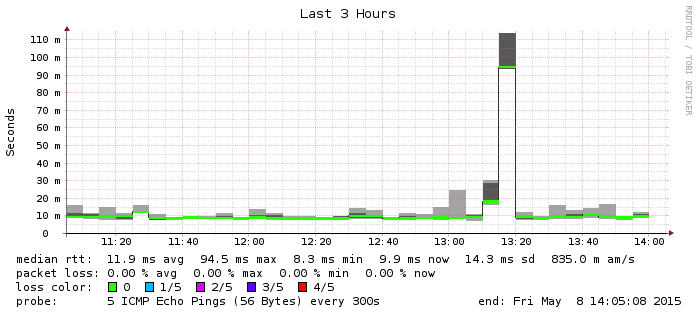 Last 3 Hours
RRDTOOL / TOBI OETIKER
Seconds
110 m
100 m
90 m
80 m
70 m
60 m
50 m
40 m
30 m
20 m
10 m
0
11:20 11:40 12:00 12:20 12:40 13:00 13:20 13:40 14:00
median rtt: 11.9 ms avg 94.5 ms max 8.3 ms min 9.9 ms now 14.3 ms sd 835.0 m am/s
packet loss: 0.00 % avg 0.00 % max 0.00 % min 0.00 % now
loss color: 0 1/5 2/5 3/5 4/5
probe: 5 ICMP Echo Pings (56 Bytes) every 300s end: Fri May 8 14:05:08 2015